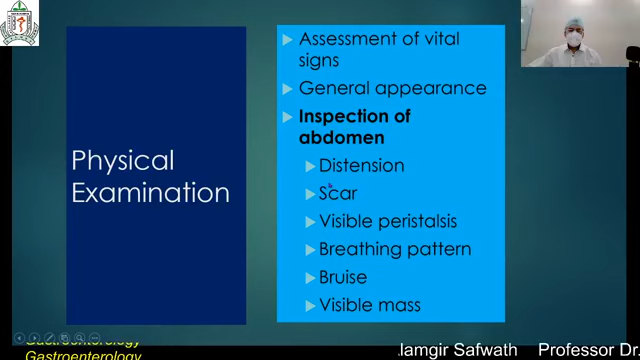 Physical
Examination
Assessment of vital
signs
General appearance
Inspection of
abdomen
Distension
Scar
Visible peristalsis
Breathing pattern
Bruise
Visible mass
Gastroenterology
Gastroenterology
lamgir Safwath Professor Dr.